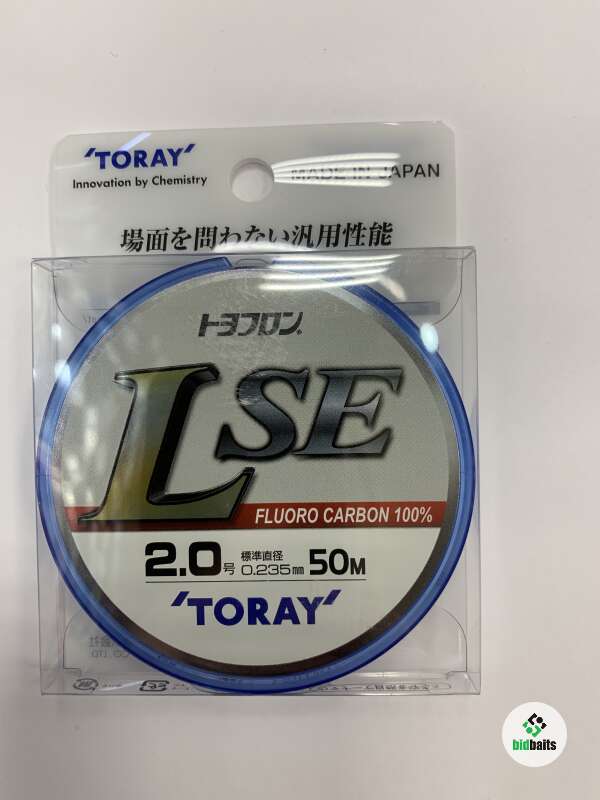 'TORAY'
Innovation by Chemistry
MADE IN JAPAN
場面を問わない汎用性能
トヨフロン®
LSE
FLUORO CARBON 100%
2.0号 標準直径 0.235mm 50M
'TORAY'
bidbaits